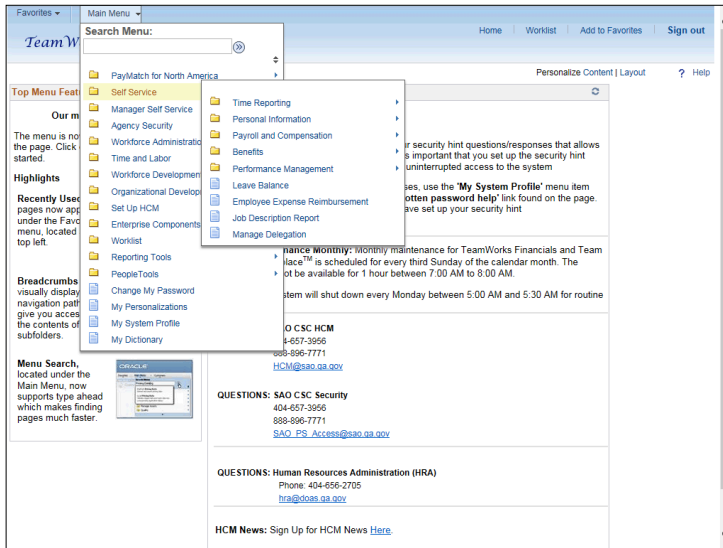 Favorites Main Menu
Search Menu:
TeamW
Home Worklist Add to Favorites Sign out
Personalize Content | Layout ? Help
PayMatch for North America
Self Service
Manager Self Service
Agency Security
Workforce Administratio
Time and Labor
Workforce Developmen
Organizational Develop
Set Up HCM
Enterprise Components
Worklist
Reporting Tools
PeopleTools
Change My Password
My Personalizations
My System Profile
My Dictionary
Time Reporting
Personal Information
Payroll and Compensation
Benefits
Performance Management
Leave Balance
Employee Expense Reimbursement
Job Description Report
Manage Delegation
Top Menu Featu
Our m
The menu is no
the page. Click
started.
Highlights
Recently Used
pages now app
under the Favo
menu, located
top left.
Breadcrumbs
visually display
navigation path
give you acces
the contents of
subfolders.
Menu Search,
located under the
Main Menu, now
supports type ahead
which makes finding
pages much faster.
ORACLE
r security hint questions/responses that allows
s important that you set up the security hint
uninterrupted access to the system
ses, use the 'My System Profile' menu item
otten password help' link found on the page.
ave set up your security hint
nance Monthly: Monthly maintenance for TeamWorks Financials and Team
place™ is scheduled for every third Sunday of the calendar month. The
ot be available for 1 hour between 7:00 AM to 8:00 AM.
stem will shut down every Monday between 5:00 AM and 5:30 AM for routine
AO CSC HCM
404-657-3956
888-896-7771
HCM@sao.ga.gov
QUESTIONS: SAO CSC Security
404-657-3956
888-896-7771
SAO_PS_Access@sao.ga.gov
QUESTIONS: Human Resources Administration (HRA)
Phone: 404-656-2705
hra@doas.ga.gov
HCM News: Sign Up for HCM News Here.